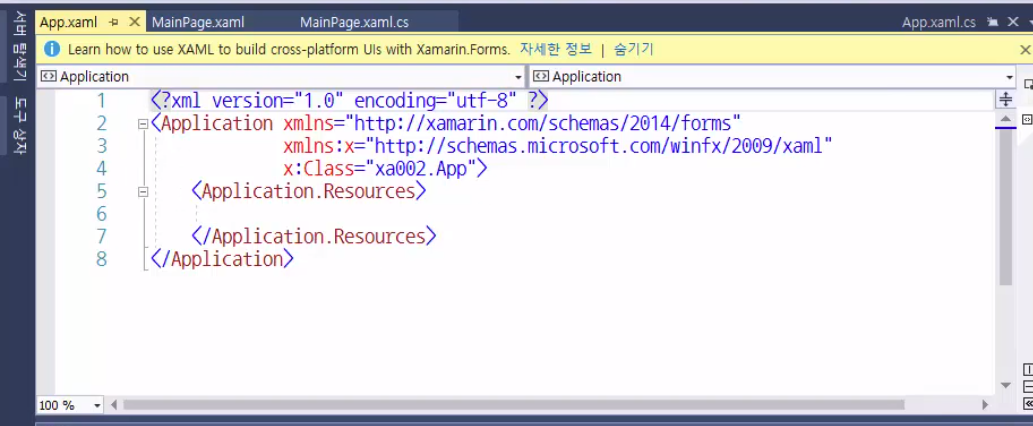 App.xaml
MainPage.xaml
MainPage.xaml.cs
App.xaml.cs
Learn how to use XAML to build cross-platform UIs with Xamarin.Forms. 자세한 정보 | 숨기기
Application
Application
1 <?xml version="1.0" encoding="utf-8" ?>
2 <Application xmlns="http://xamarin.com/schemas/2014/forms"
3 xmlns:x="http://schemas.microsoft.com/winfx/2009/xaml"
4 x:Class="xa002.App">
5 <Application.Resources>
6
7 </Application.Resources>
8 </Application>
100 %
서버 탐색기
도구 상자